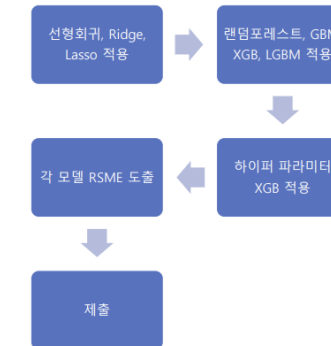 선형회귀, Ridge,
Lasso 적용
랜덤포레스트, GBM
XGB, LGBM 적용
하이퍼 파라미터
XGB 적용
각 모델 RSME 도출
제출